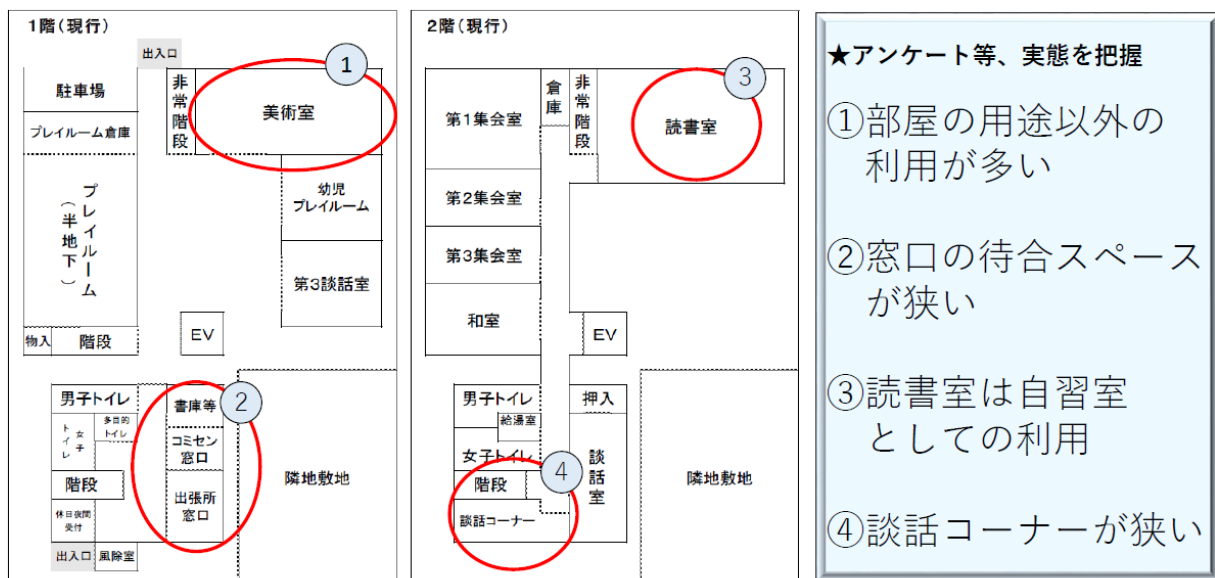 1階(現行)
出入口
駐車場
プレイルーム倉庫
プレイルーム
(半地下)
物入
階段
非常階段
美術室
①
幼児
プレイルーム
第3談話室
EV
男子トイレ
女子
トイレ
多目的
トイレ
階段
休日夜間
受付
出入口
風除室
書庫等
②
コミセン
窓口
出張所
窓口
隣地敷地
2階(現行)
第1集会室
第2集会室
第3集会室
和室
倉庫
非常階段
読書室
③
EV
男子トイレ
給湯室
女子トイレ
階段
④
談話コーナー
押入
談話室
隣地敷地
★アンケート等、実態を把握
①部屋の用途以外の
利用が多い
②窓口の待合スペース
が狭い
③読書室は自習室
としての利用
④談話コーナーが狭い